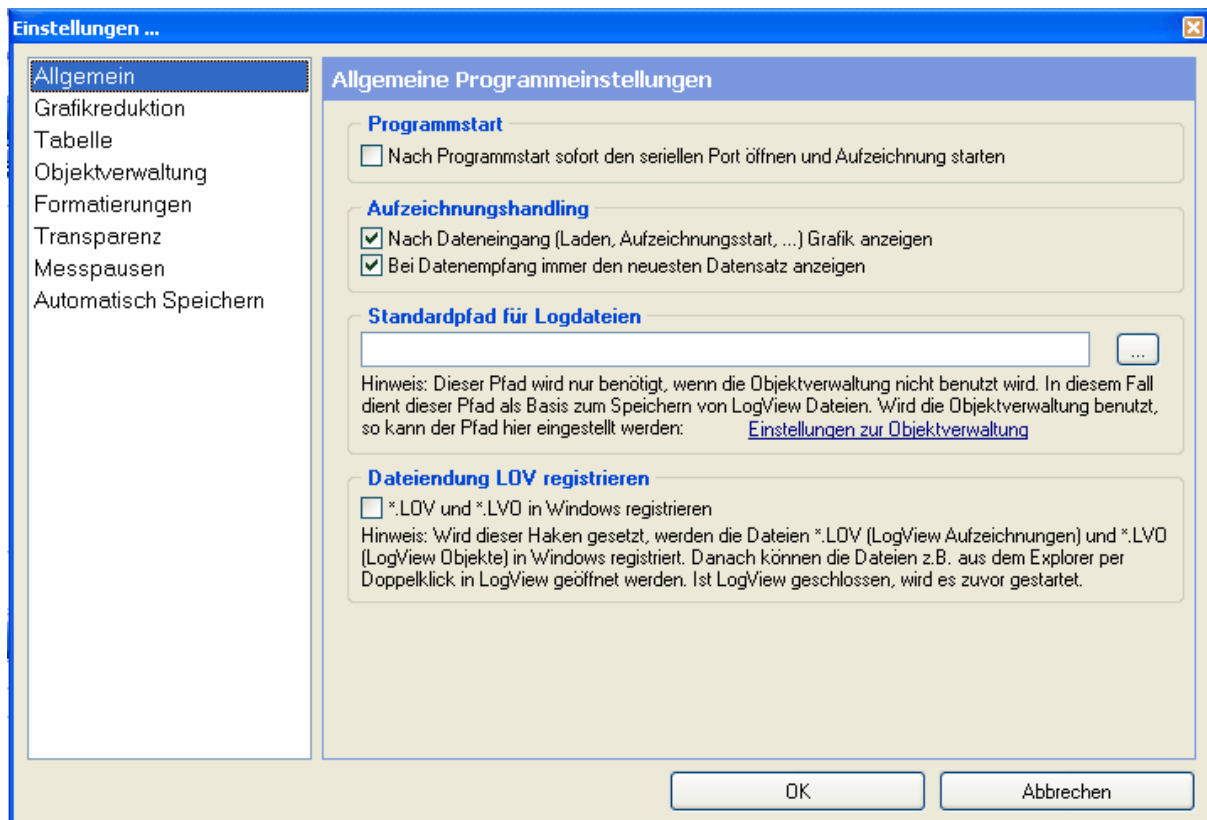 Einstellungen ...
Allgemein
Grafikreduktion
Tabelle
Objektverwaltung
Formatierungen
Transparenz
Messpausen
Automatisch Speichern
Allgemeine Programmeinstellungen
Programmstart
Nach Programmstart sofort den seriellen Port öffnen und Aufzeichnung starten
Aufzeichnungshandling
Nach Dateneingang (Laden, Aufzeichnungsstart, ...) Grafik anzeigen
Bei Datenempfang immer den neuesten Datensatz anzeigen
Standardpfad für Logdateien
...
Hinweis: Dieser Pfad wird nur benötigt, wenn die Objektverwaltung nicht benutzt wird. In diesem Fall
dient dieser Pfad als Basis zum Speichern von LogView Dateien. Wird die Objektverwaltung benutzt,
so kann der Pfad hier eingestellt werden: Einstellungen zur Objektverwaltung
Dateiendung LOV registrieren
*.LOV und *.LVO in Windows registrieren
Hinweis: Wird dieser Haken gesetzt, werden die Dateien *.LOV (LogView Aufzeichnungen) und *.LVO
(LogView Objekte) in Windows registriert. Danach können die Dateien z.B. aus dem Explorer per
Doppelklick in LogView geöffnet werden. Ist LogView geschlossen, wird es zuvor gestartet.
OK
Abbrechen